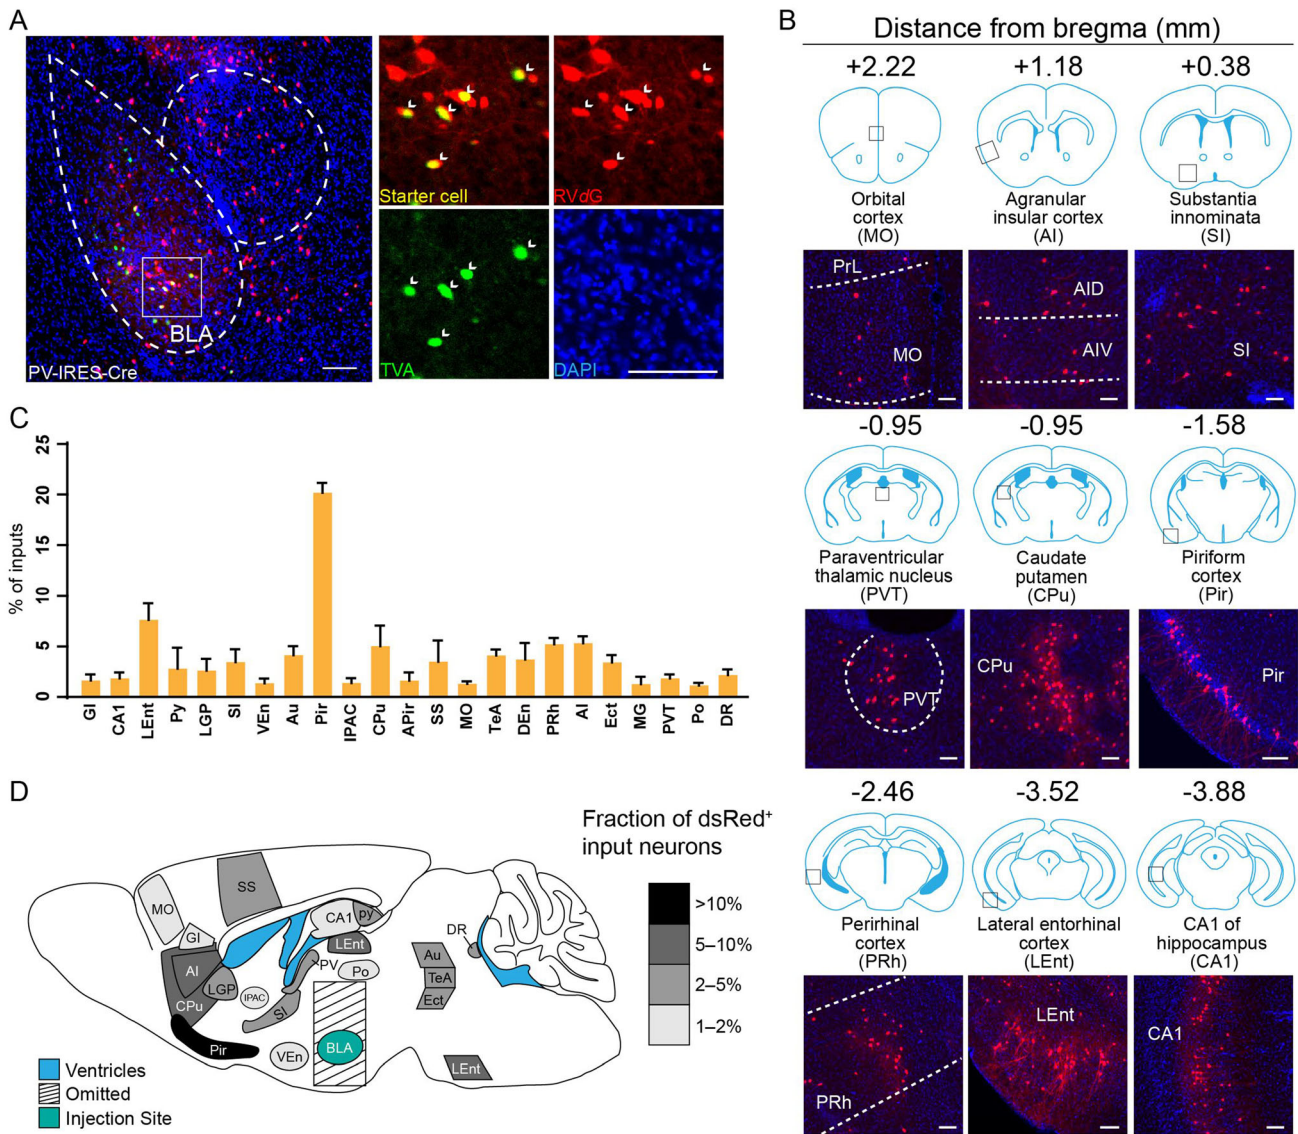 A
BLA
PV-IRES-Cre
Starter cell
RVdG
TVA
DAPI
B
Distance from bregma (mm)
+2.22
+1.18
+0.38
Orbital
cortex
(MO)
Agranular
insular cortex
(AI)
Substantia
innominata
(SI)
PrL
MO
AID
AIV
SI
-0.95
-0.95
-1.58
Paraventricular
thalamic nucleus
(PVT)
Caudate
putamen
(CPu)
Piriform
cortex
(Pir)
PVT
CPu
Pir
-2.46
-3.52
-3.88
Perirhinal
cortex
(PRh)
Lateral entorhinal
cortex
(LEnt)
CA1 of
hippocampus
(CA1)
PRh
LEnt
CA1
C
% of inputs
25
20
15
10
5
0
GI
CA1
LEnt
Py
LGP
SI
VEn
Au
Pir
IPAC
CPu
APir
SS
MO
TeA
DEn
PRh
AI
Ect
MG
PVT
Po
DR
D
Fraction of dsRed+
input neurons
>10%
5–10%
2–5%
1–2%
SS
MO
GI
AI
CPu
LGP
IPAC
SI
Pir
VEn
CA1
py
LEnt
PV
Po
BLA
Au
TeA
Ect
DR
LEnt
Ventricles
Omitted
Injection Site